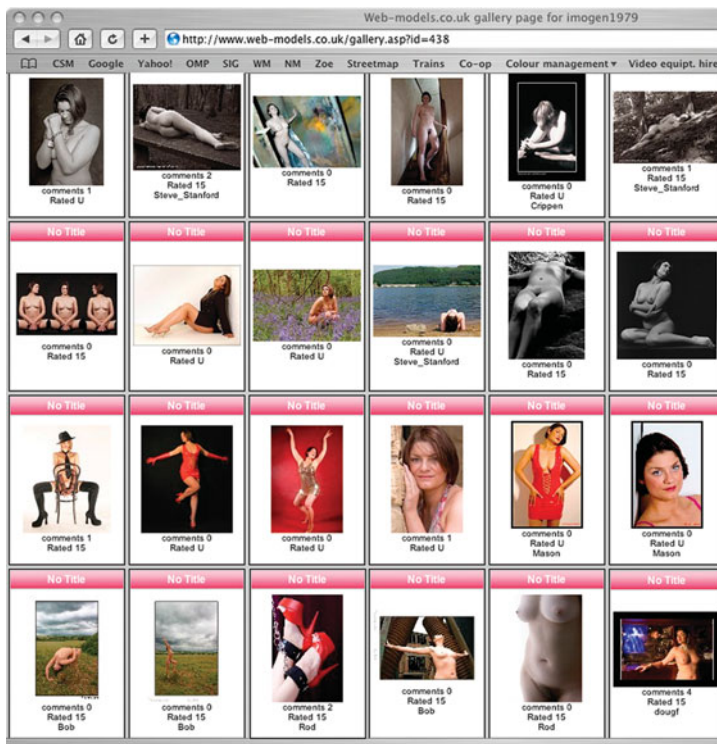 Web-models.co.uk gallery page for imogen1979
http://www.web-models.co.uk/gallery.asp?id=438
CSM Google Yahoo! OMP SIG WM NM Zoe Streetmap Trains Co-op Colour management Video equipt. hire
comments 1
Rated U
comments 2
Rated 15
Steve_Stanford
comments 0
Rated 15
comments 0
Rated 15
comments 0
Rated U
Crippen
comments 1
Rated 15
Steve_Stanford
No Title
No Title
No Title
No Title
No Title
No Title
comments 0
Rated 15
comments 0
Rated U
comments 0
Rated U
comments 0
Rated U
Steve_Stanford
comments 0
Rated 15
comments 0
Rated 15
No Title
No Title
No Title
No Title
No Title
No Title
comments 1
Rated 15
comments 0
Rated U
comments 0
Rated U
comments 1
Rated U
comments 0
Rated U
Mason
comments 0
Rated U
Mason
No Title
No Title
No Title
No Title
No Title
No Title
comments 0
Rated 15
Bob
comments 0
Rated 15
Bob
comments 2
Rated 15
Rod
comments 0
Rated 15
Bob
comments 0
Rated 15
Rod
comments 4
Rated 15
dougf